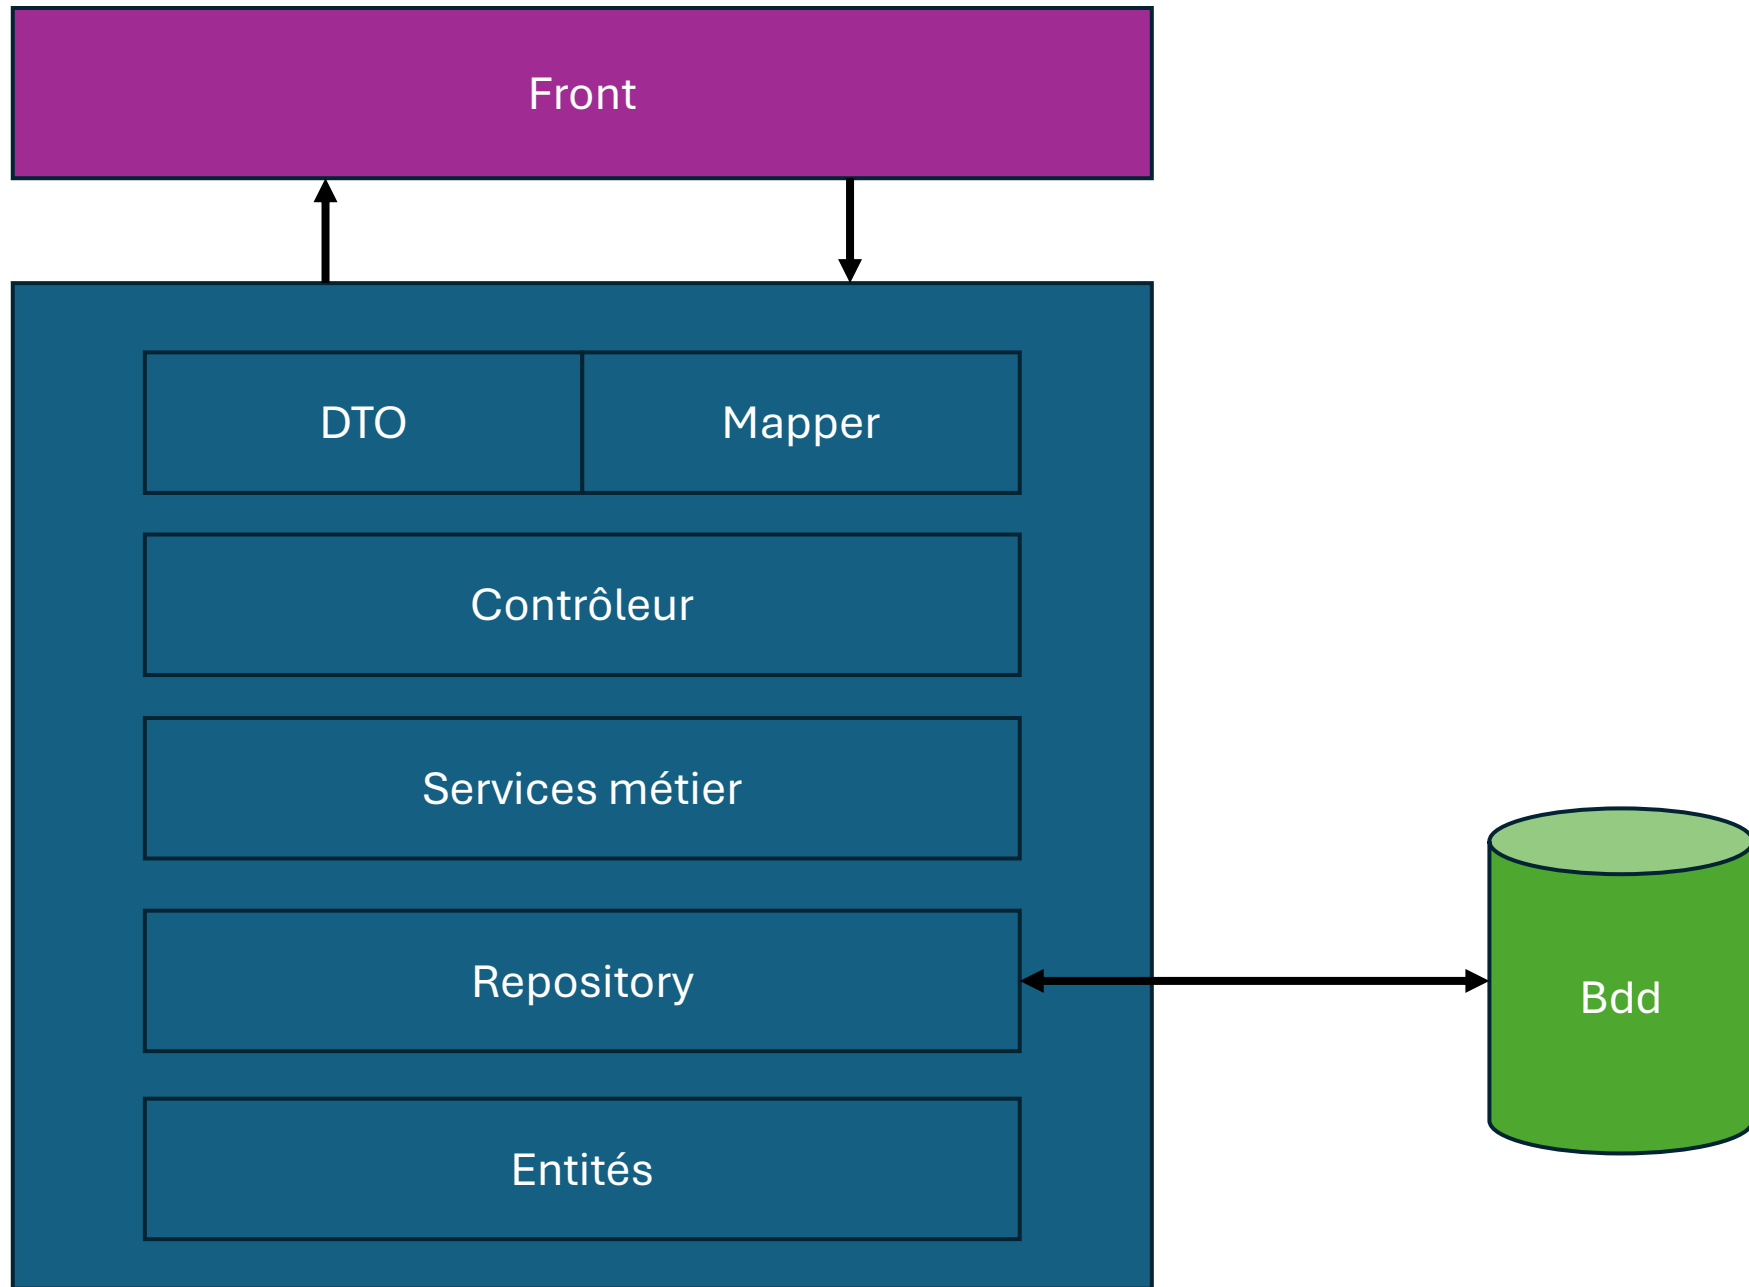 Front
DTO
Mapper
Contrôleur
Services métier
Repository
Bdd
Entités